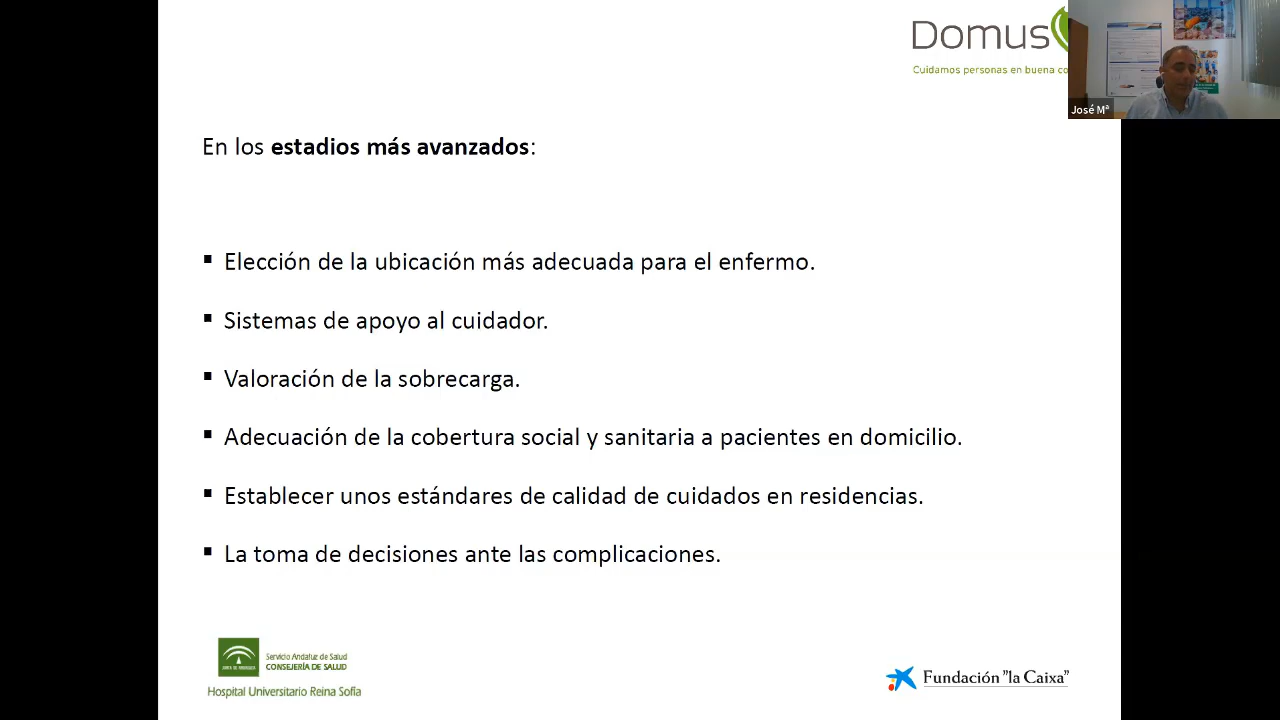 Domus
Cuidamos personas en buena co
José Mª
En los estadios más avanzados:
▪ Elección de la ubicación más adecuada para el enfermo.
▪ Sistemas de apoyo al cuidador.
▪ Valoración de la sobrecarga.
▪ Adecuación de la cobertura social y sanitaria a pacientes en domicilio.
▪ Establecer unos estándares de calidad de cuidados en residencias.
▪ La toma de decisiones ante las complicaciones.
Servicio Andaluz de Salud
CONSEJERÍA DE SALUD
Hospital Universitario Reina Sofía
Fundación "la Caixa"